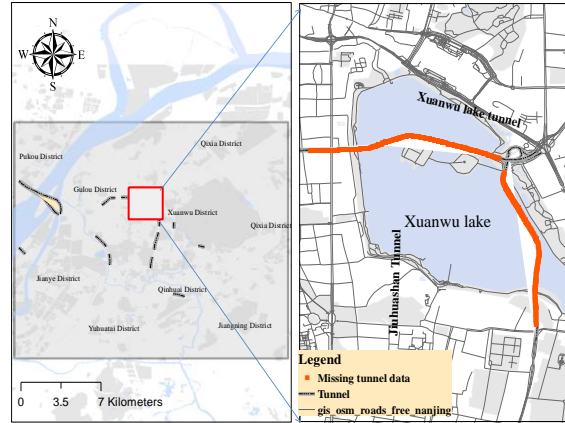 N
W E
S
Pukou District
Qixia District
Gulou District
Xuanwu District
Qixia District
Jianye District
Qinhuai District
Yuhuatai District
Jiangning District
0 3.5 7 Kilometers
Xuanwu lake tunnel
Xuanwu lake
Jiuhuashan Tunnel
Legend
Missing tunnel data
Tunnel
gis_osm_roads_free_nanjing